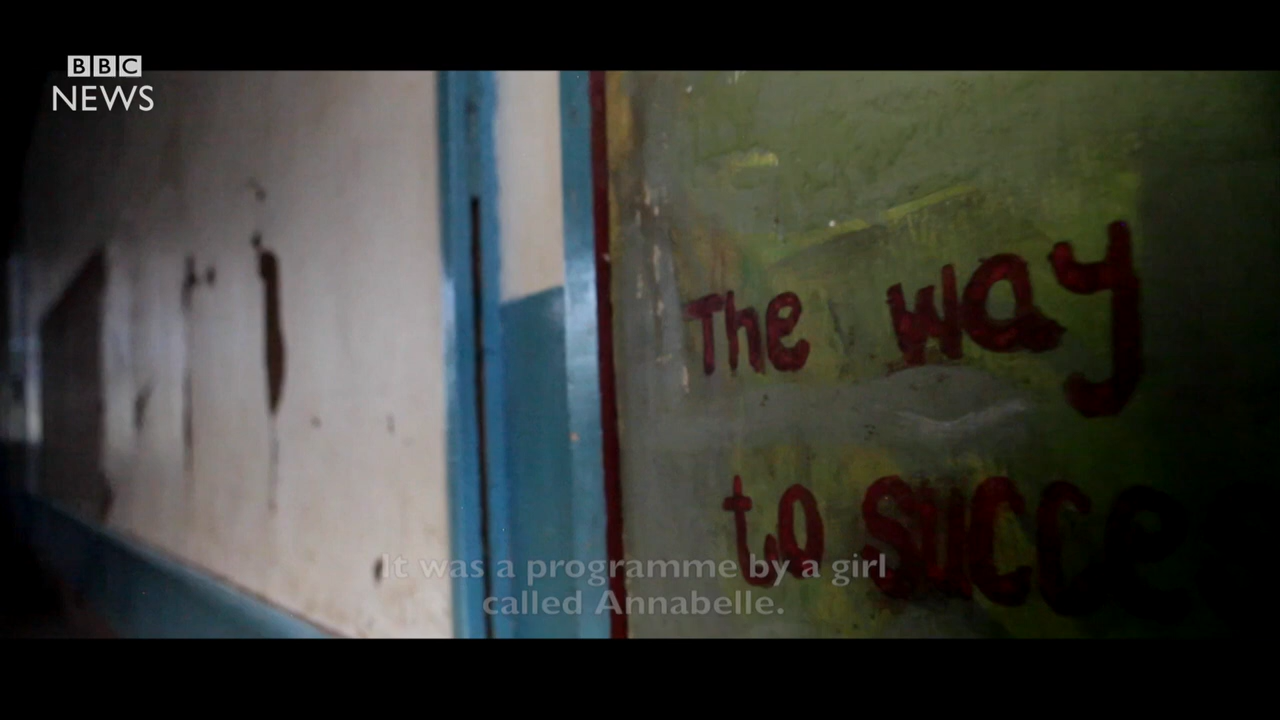 BBC
NEWS
The way
to succe
It was a programme by a girl
called Annabelle.